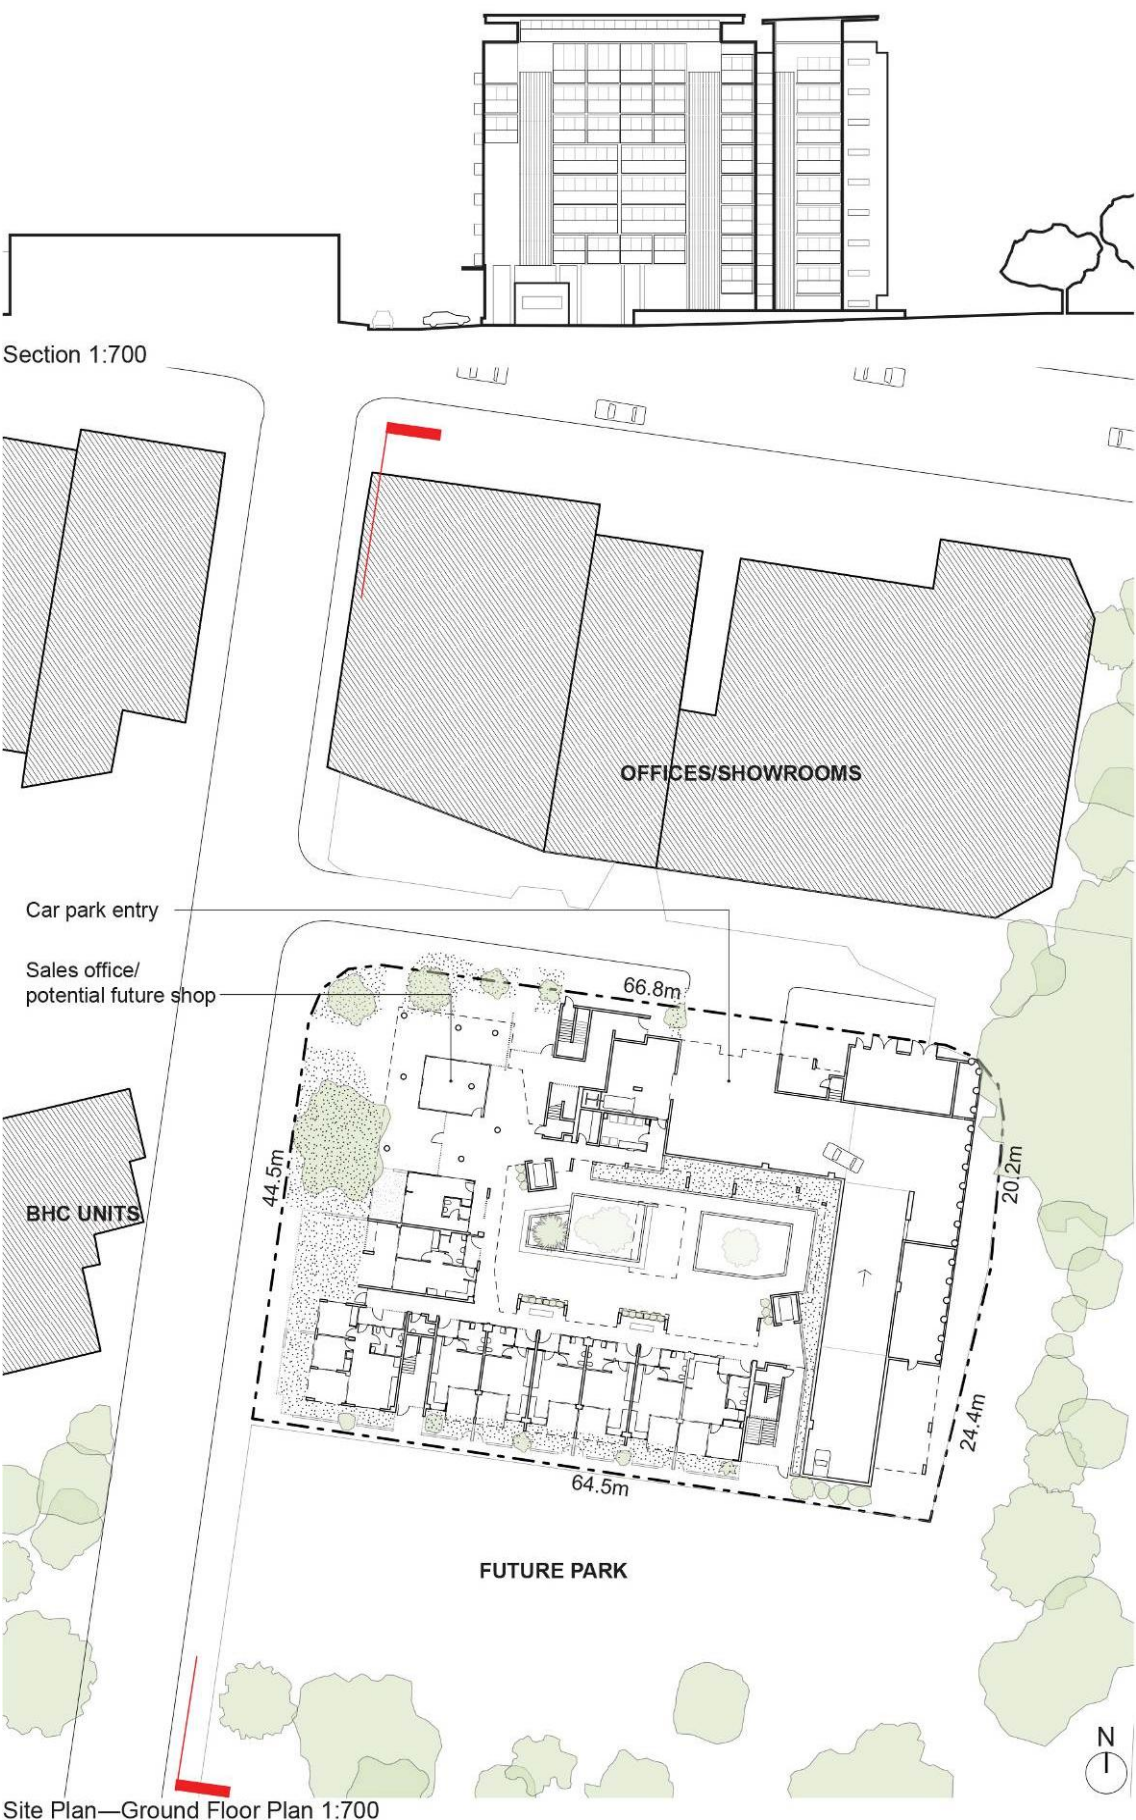 Section 1:700
OFFICES/SHOWROOMS
Car park entry
Sales office/
potential future shop
66.8m
44.5m
20.2m
BHC UNITS
24.4m
64.5m
FUTURE PARK
N
Site Plan—Ground Floor Plan 1:700